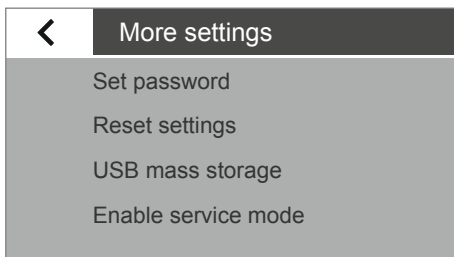 More settings
Set password
Reset settings
USB mass storage
Enable service mode